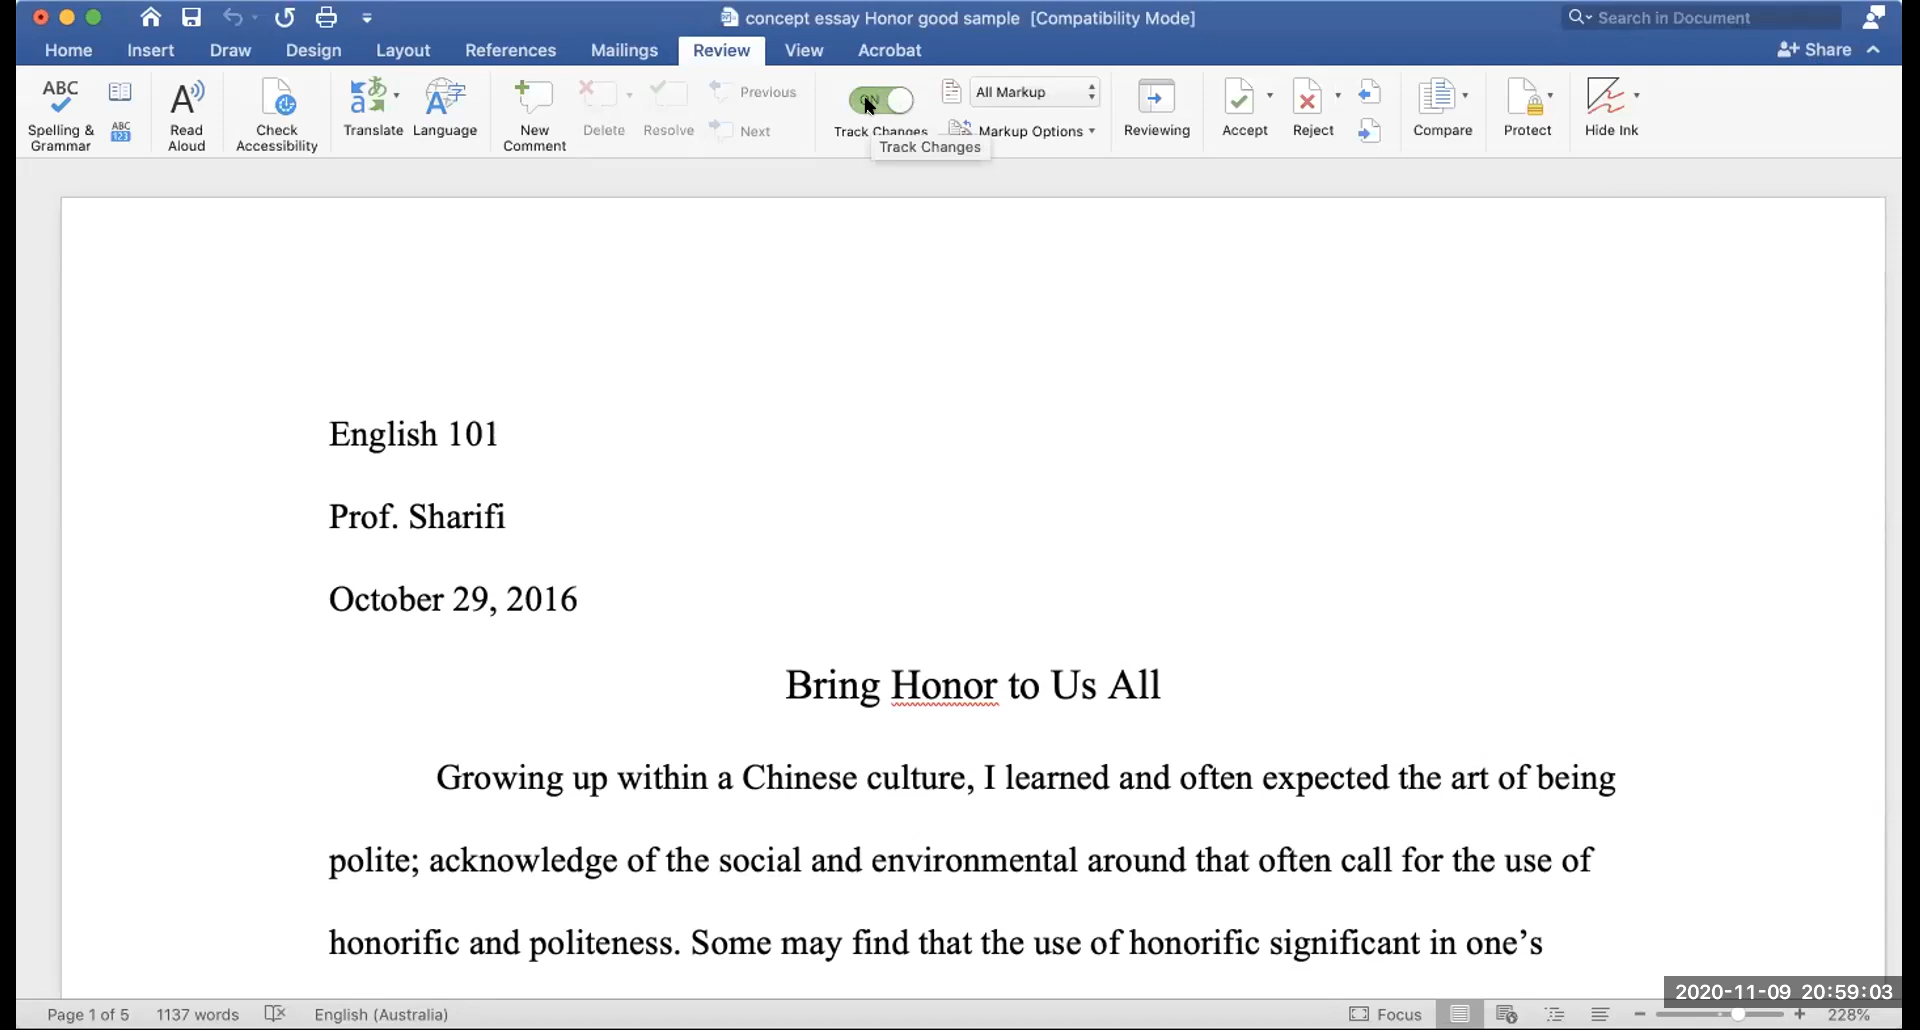 concept essay Honor good sample [Compatibility Mode]
Search in Document
Home Insert Draw Design Layout References Mailings Review View Acrobat
Share
ABC
Spelling & Grammar
ABC
123
A
Read Aloud
Check Accessibility
Translate
Language
New Comment
Delete
Resolve
Previous
Next
ON
Track Changes
All Markup
Markup Options
Reviewing
Accept
Reject
Compare
Protect
Hide Ink
Track Changes
English 101
Prof. Sharifi
October 29, 2016
Bring Honor to Us All
Growing up within a Chinese culture, I learned and often expected the art of being
polite; acknowledge of the social and environmental around that often call for the use of
honorific and politeness. Some may find that the use of honorific significant in one’s
2020-11-09 20:59:03
Page 1 of 5 1137 words English (Australia) Focus 228%